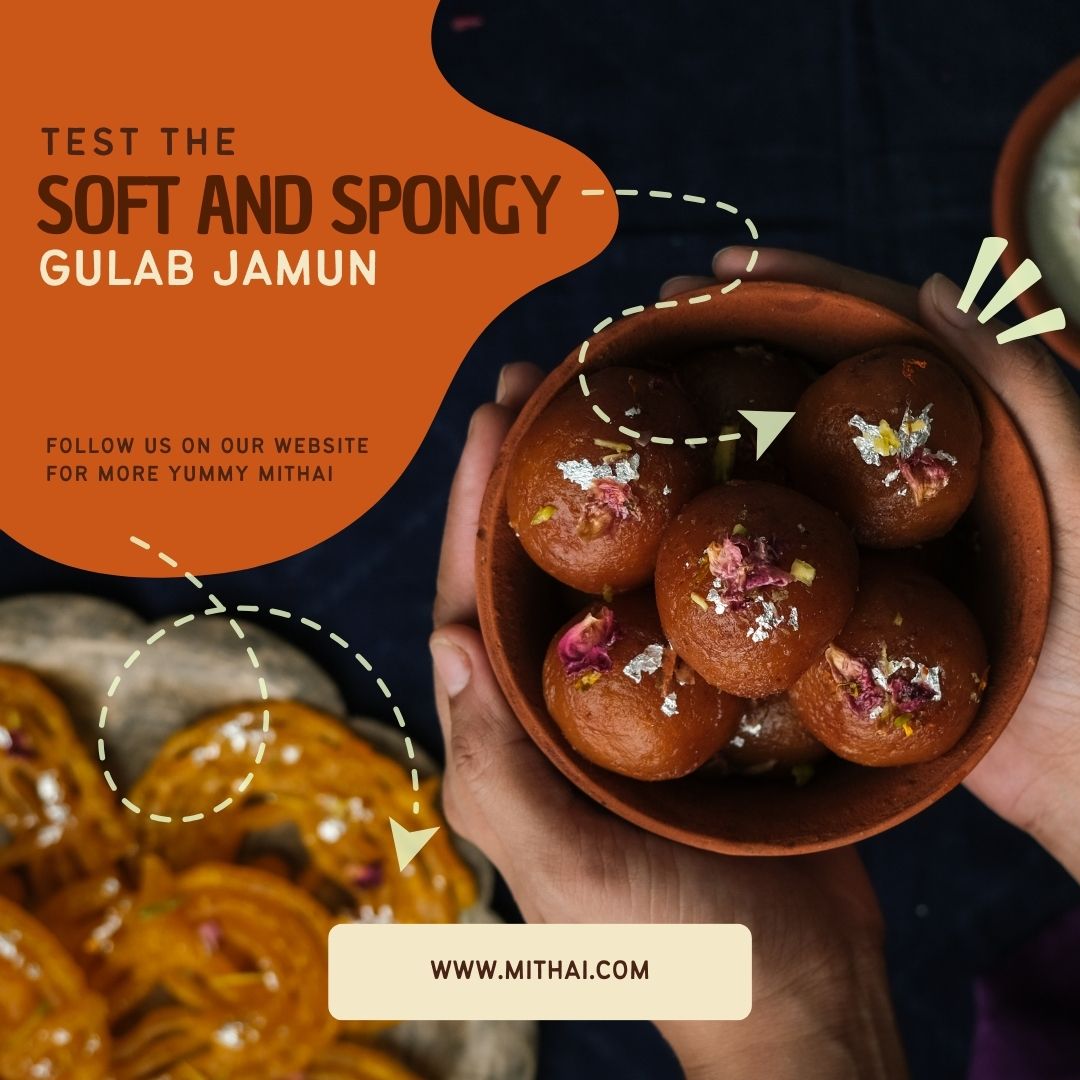 TEST THE
SOFT AND SPONGY
GULAB JAMUN
FOLLOW US ON OUR WEBSITE
FOR MORE YUMMY MITHAI
WWW.MITHAI.COM